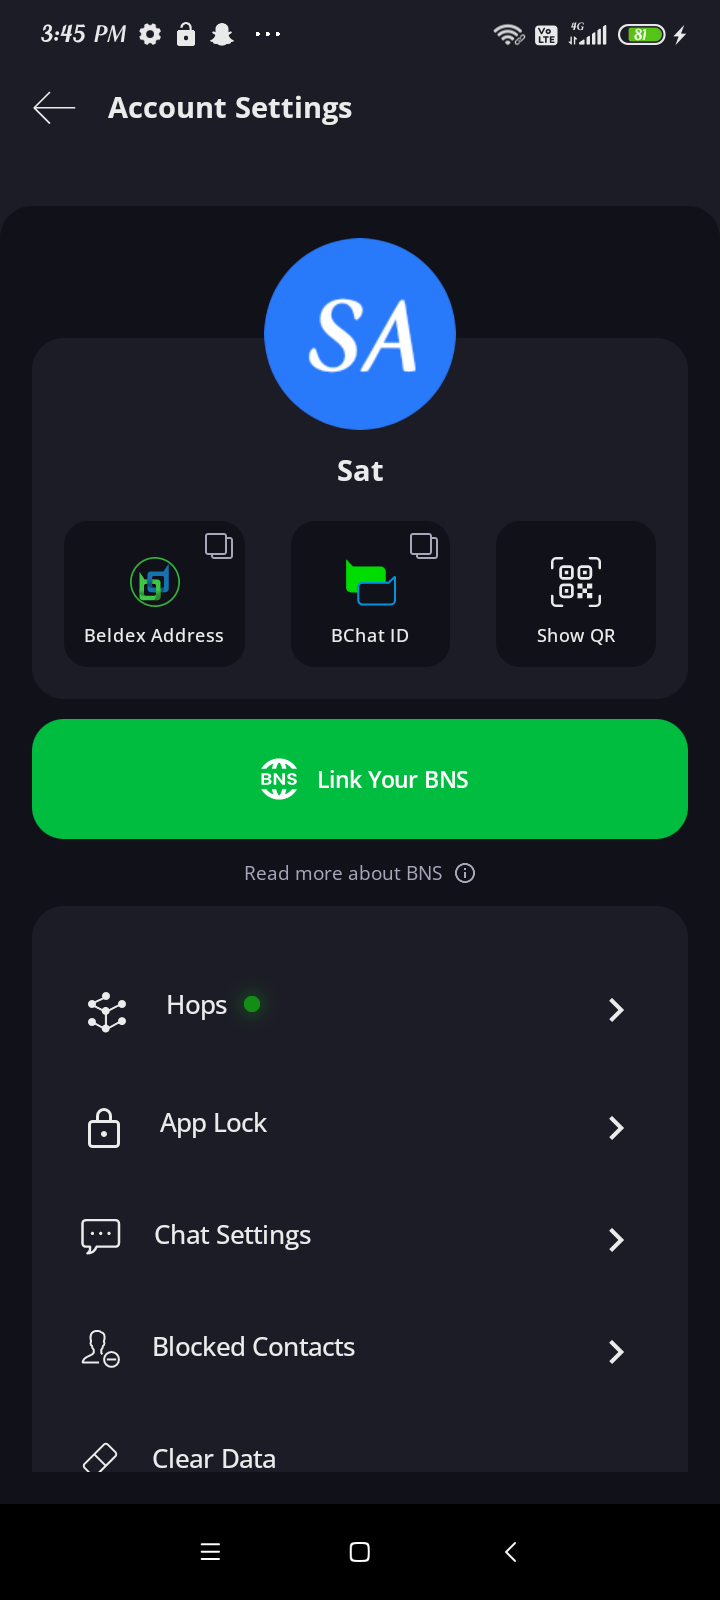 3:45 PM
Vo LTE
4G
81
Account Settings
SA
Sat
Beldex Address
BChat ID
Show QR
BNS
Link Your BNS
Read more about BNS
Hops
App Lock
Chat Settings
Blocked Contacts
Clear Data